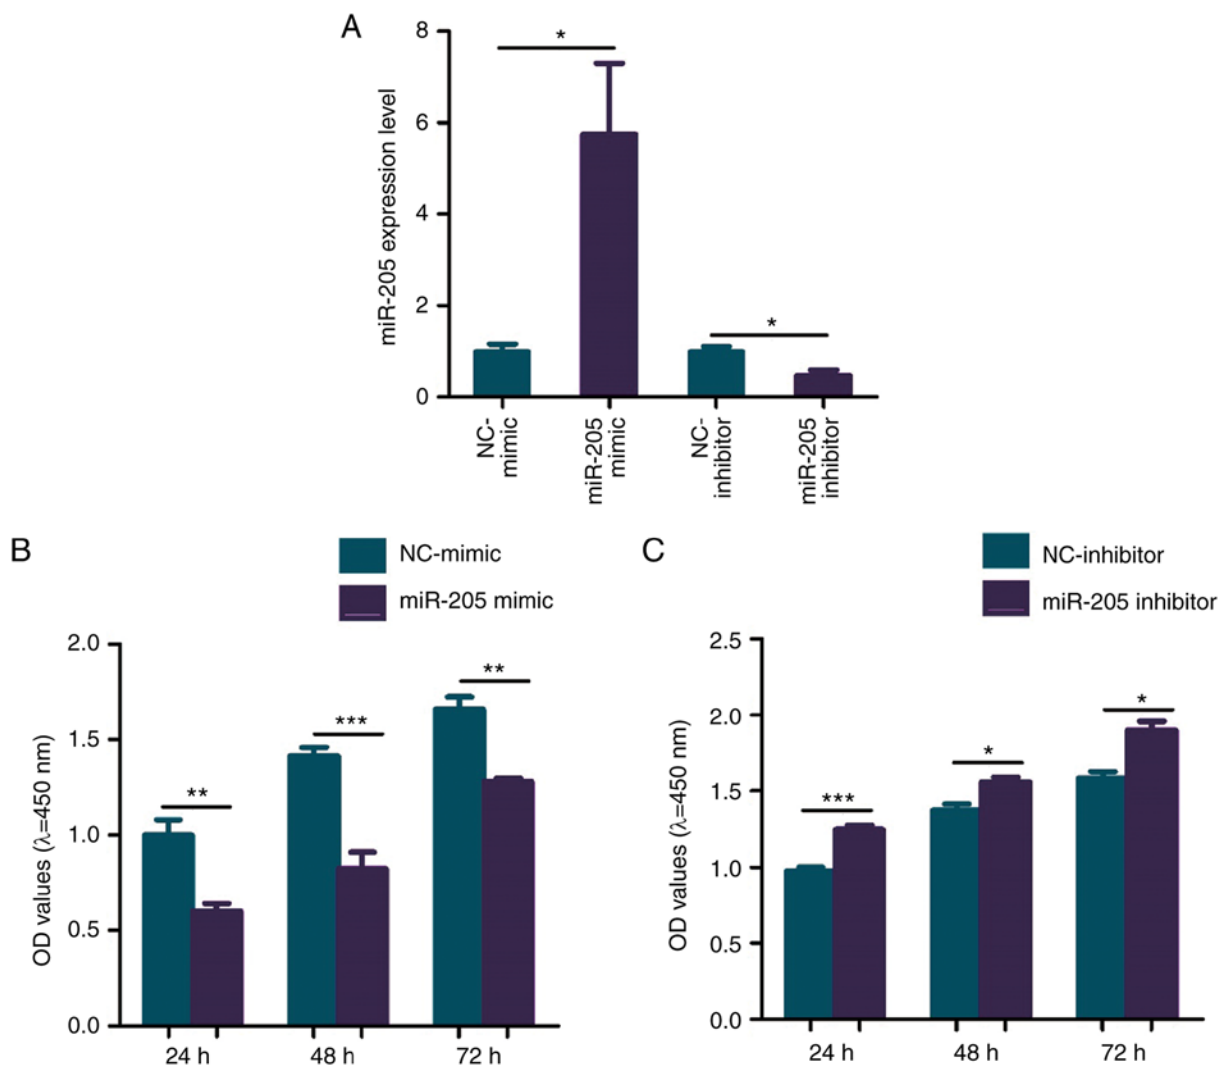 A
8
6
4
2
0
miR-205 expression level
*
*
NC-
mimic
miR-205
mimic
NC-
inhibitor
miR-205
inhibitor
B
NC-mimic
miR-205 mimic
2.0
1.5
1.0
0.5
0.0
OD values (λ=450 nm)
**
***
**
24 h
48 h
72 h
C
NC-inhibitor
miR-205 inhibitor
2.5
2.0
1.5
1.0
0.5
0.0
OD values (λ=450 nm)
***
*
*
24 h
48 h
72 h